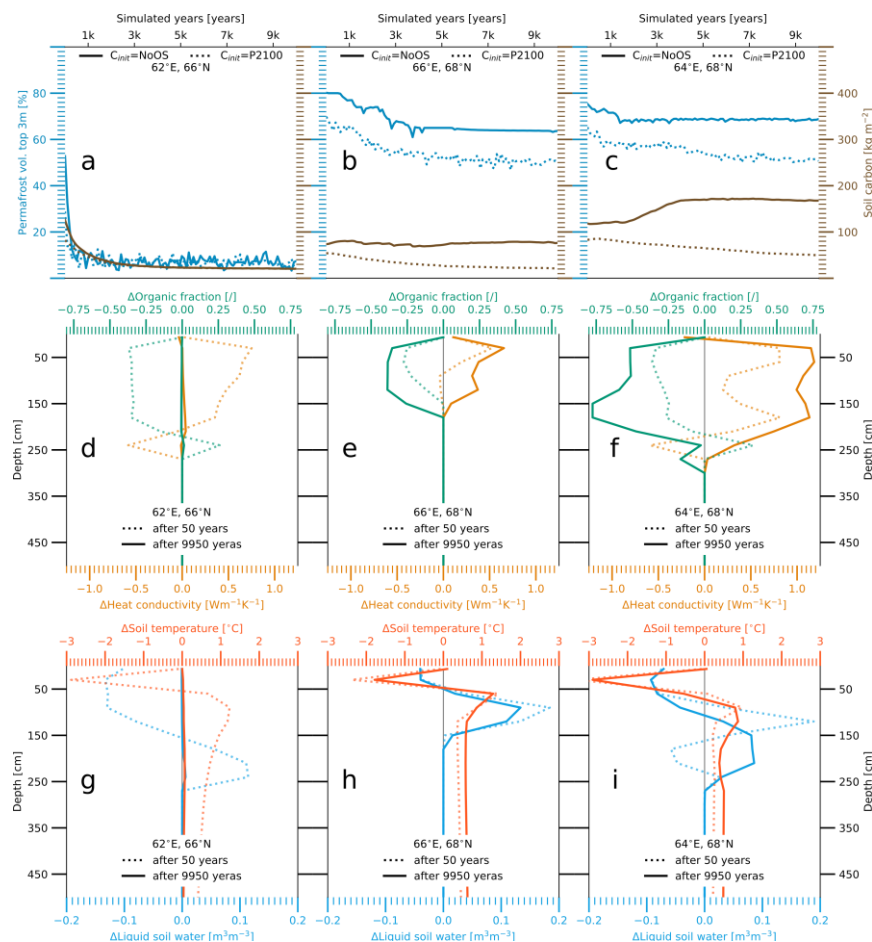 Simulated years [years] Simulated years [years] Simulated years [years]
1k 3k 5k 7k 9k 1k 3k 5k 7k 9k 1k 3k 5k 7k 9k
C_init=NoOS C_init=P2100 C_init=NoOS C_init=P2100 C_init=NoOS C_init=P2100
62°E, 66°N 66°E, 68°N 64°E, 68°N
Permafrost vol. top 3m [%]
80
60
40
20
a b c
400
300
200
100
Soil carbon [kg m⁻²]
ΔOrganic fraction [/] ΔOrganic fraction [/] ΔOrganic fraction [/]
−0.75 −0.50 −0.25 0.00 0.25 0.50 0.75 −0.75 −0.50 −0.25 0.00 0.25 0.50 0.75 −0.75 −0.50 −0.25 0.00 0.25 0.50 0.75
Depth [cm]
50
150
250
350
450
d e f
50
150
250
350
450
Depth [cm]
62°E, 66°N 66°E, 68°N 64°E, 68°N
after 50 years after 50 years after 50 years
after 9950 yeras after 9950 yeras after 9950 yeras
−1.0 −0.5 0.0 0.5 1.0 −1.0 −0.5 0.0 0.5 1.0 −1.0 −0.5 0.0 0.5 1.0
ΔHeat conductivity [Wm⁻¹K⁻¹] ΔHeat conductivity [Wm⁻¹K⁻¹] ΔHeat conductivity [Wm⁻¹K⁻¹]
ΔSoil temperature [°C] ΔSoil temperature [°C] ΔSoil temperature [°C]
−3 −2 −1 0 1 2 3 −3 −2 −1 0 1 2 3 −3 −2 −1 0 1 2 3
Depth [cm]
50
150
250
350
450
g h i
50
150
250
350
450
Depth [cm]
62°E, 66°N 66°E, 68°N 64°E, 68°N
after 50 years after 50 years after 50 years
after 9950 yeras after 9950 yeras after 9950 yeras
−0.2 −0.1 0.0 0.1 0.2 −0.2 −0.1 0.0 0.1 0.2 −0.2 −0.1 0.0 0.1 0.2
ΔLiquid soil water [m³m⁻³] ΔLiquid soil water [m³m⁻³] ΔLiquid soil water [m³m⁻³]